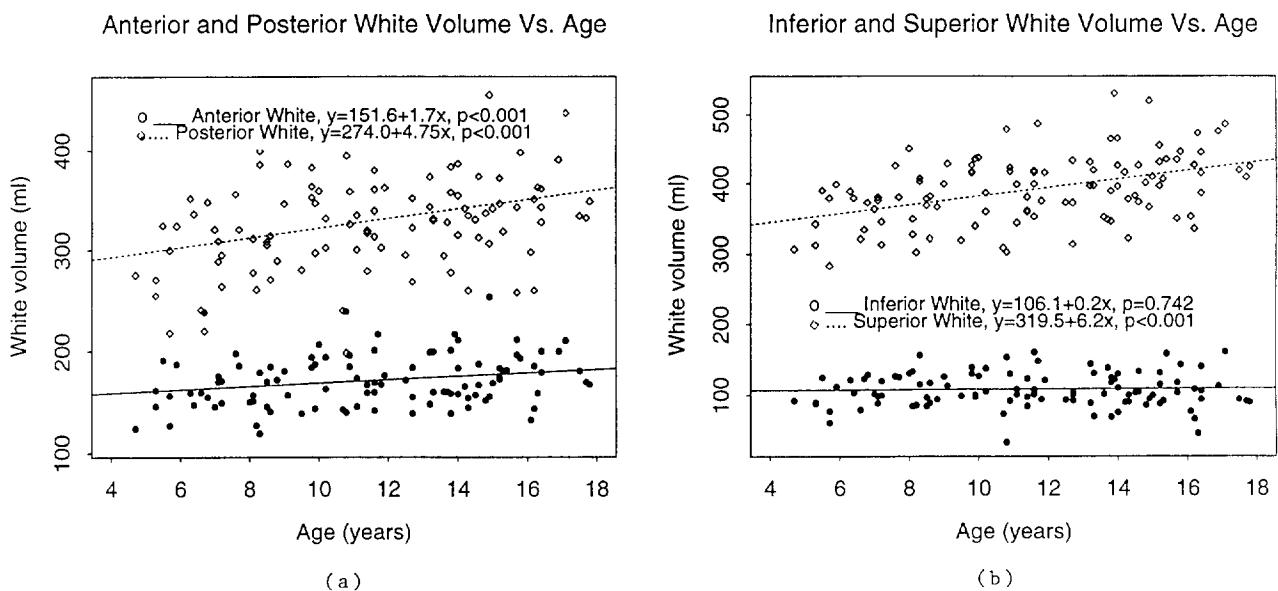 Anterior and Posterior White Volume Vs. Age
Anterior White, y=151.6+1.7x, p<0.001
Posterior White, y=274.0+4.75x, p<0.001
White volume (ml)
400
300
200
100
4 6 8 10 12 14 16 18
Age (years)
(a)
Inferior and Superior White Volume Vs. Age
Inferior White, y=106.1+0.2x, p=0.742
Superior White, y=319.5+6.2x, p<0.001
White volume (ml)
500
400
300
200
100
4 6 8 10 12 14 16 18
Age (years)
(b)